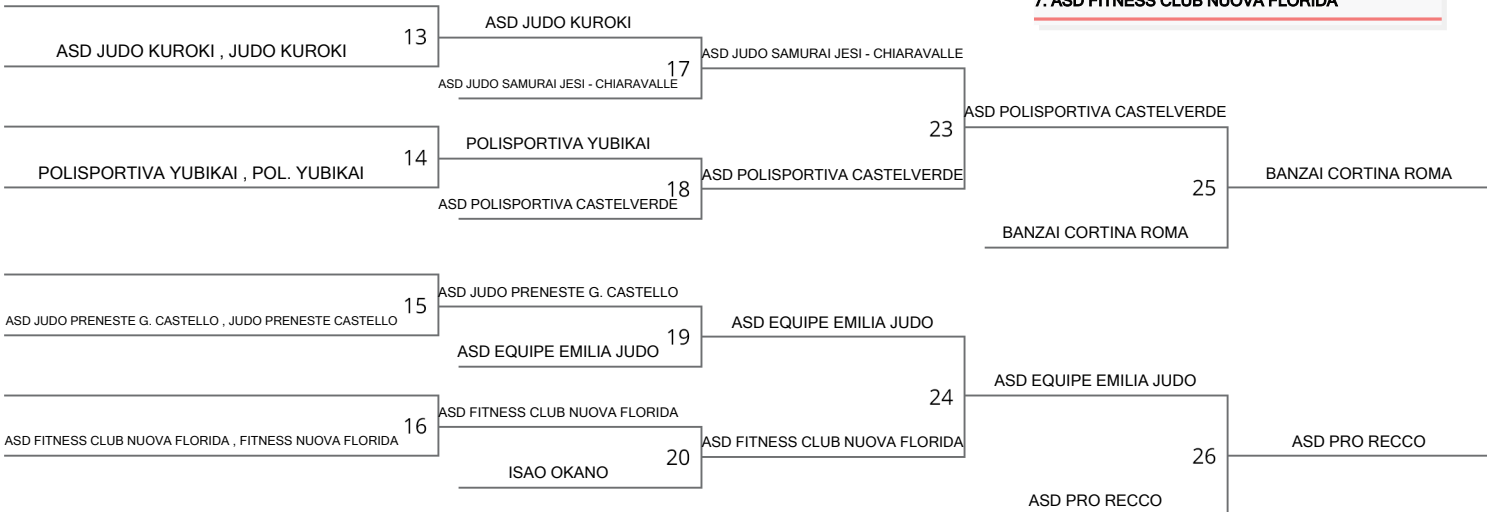 7. ASD FITNESS CLUB NUOVA FLORIDA
ASD JUDO KUROKI , JUDO KUROKI
13
ASD JUDO KUROKI
17
ASD JUDO SAMURAI JESI - CHIARAVALLE
ASD JUDO SAMURAI JESI - CHIARAVALLE
POLISPORTIVA YUBIKAI , POL. YUBIKAI
14
POLISPORTIVA YUBIKAI
18
ASD POLISPORTIVA CASTELVERDE
ASD POLISPORTIVA CASTELVERDE
23
ASD POLISPORTIVA CASTELVERDE
25
BANZAI CORTINA ROMA
BANZAI CORTINA ROMA
ASD JUDO PRENESTE G. CASTELLO , JUDO PRENESTE CASTELLO
15
ASD JUDO PRENESTE G. CASTELLO
19
ASD EQUIPE EMILIA JUDO
ASD EQUIPE EMILIA JUDO
ASD FITNESS CLUB NUOVA FLORIDA , FITNESS NUOVA FLORIDA
16
ASD FITNESS CLUB NUOVA FLORIDA
20
ISAO OKANO
ASD FITNESS CLUB NUOVA FLORIDA
24
ASD EQUIPE EMILIA JUDO
26
ASD PRO RECCO
ASD PRO RECCO